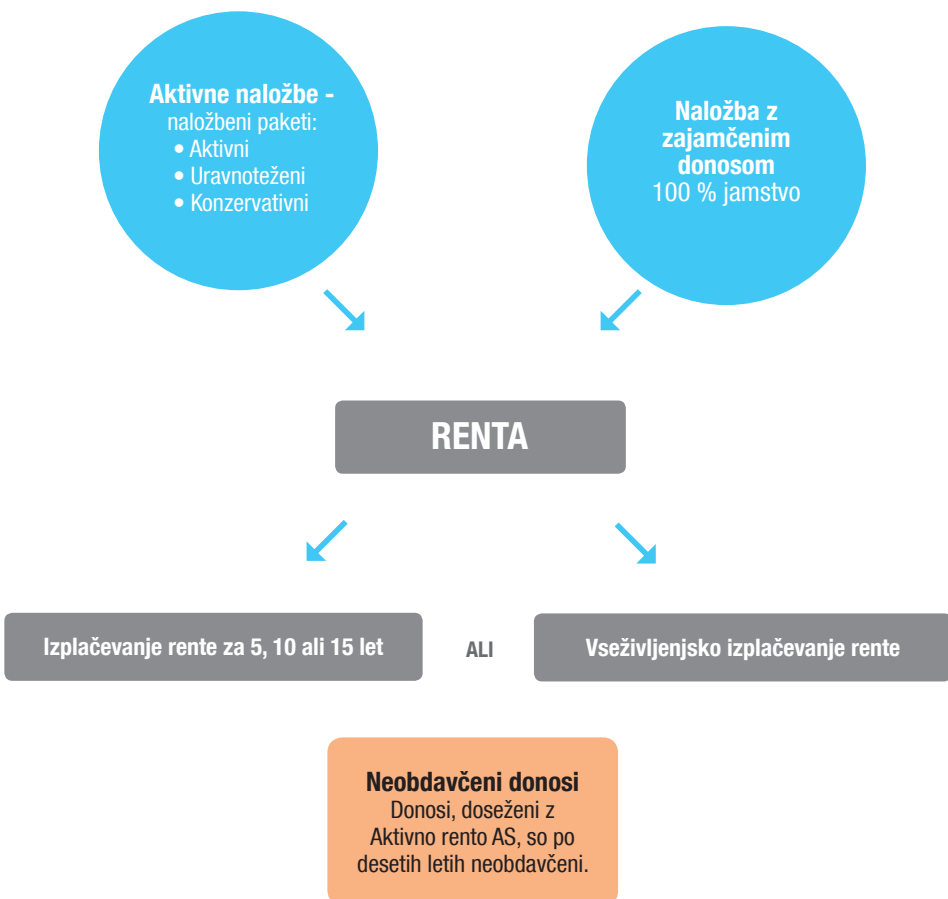 Aktivne naložbe -
naložbeni paketi:
• Aktivni
• Uravnoteženi
• Konzervativni
Naložba z
zajamčenim
donosom
100 % jamstvo
RENTA
Izplačevanje rente za 5, 10 ali 15 let
ALI
Vseživljenjsko izplačevanje rente
Neobdavčeni donosi
Donosi, doseženi z
Aktivno rento AS, so po
desetih letih neobdavčeni.